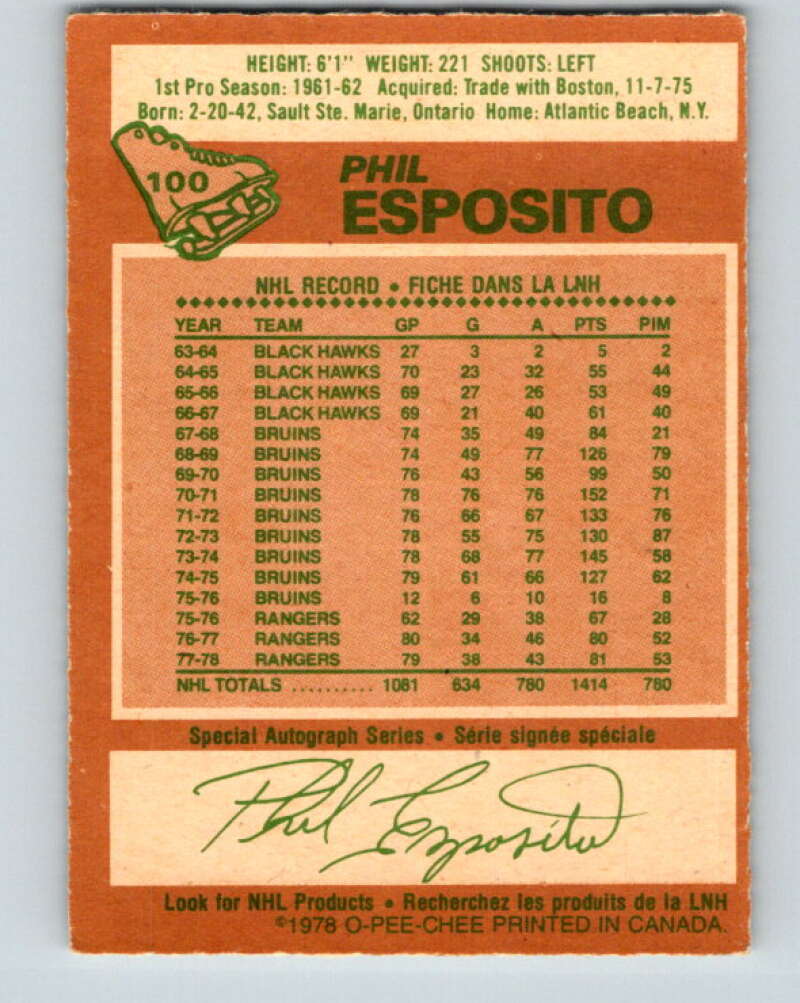 HEIGHT: 6'1" WEIGHT: 221 SHOOTS: LEFT
1st Pro Season: 1961-62 Acquired: Trade with Boston, 11-7-75
Born: 2-20-42, Sault Ste. Marie, Ontario Home: Atlantic Beach, N.Y.
100
PHIL
ESPOSITO
NHL RECORD • FICHE DANS LA LNH
YEAR TEAM GP G A PTS PIM
63-64 BLACK HAWKS 27 3 2 5 2
64-65 BLACK HAWKS 70 23 32 55 44
65-66 BLACK HAWKS 69 27 26 53 49
66-67 BLACK HAWKS 69 21 40 61 40
67-68 BRUINS 74 35 49 84 21
68-69 BRUINS 74 49 77 126 79
69-70 BRUINS 76 43 56 99 50
70-71 BRUINS 78 76 76 152 71
71-72 BRUINS 76 66 67 133 76
72-73 BRUINS 78 55 75 130 87
73-74 BRUINS 78 68 77 145 58
74-75 BRUINS 79 61 66 127 62
75-76 BRUINS 12 6 10 16 8
75-76 RANGERS 62 29 38 67 28
76-77 RANGERS 80 34 46 80 52
77-78 RANGERS 79 38 43 81 53
NHL TOTALS .......... 1081 634 780 1414 780
Special Autograph Series • Série signée spéciale
Phil Esposito
Look for NHL Products • Recherchez les produits de la LNH
©1978 O-PEE-CHEE PRINTED IN CANADA.